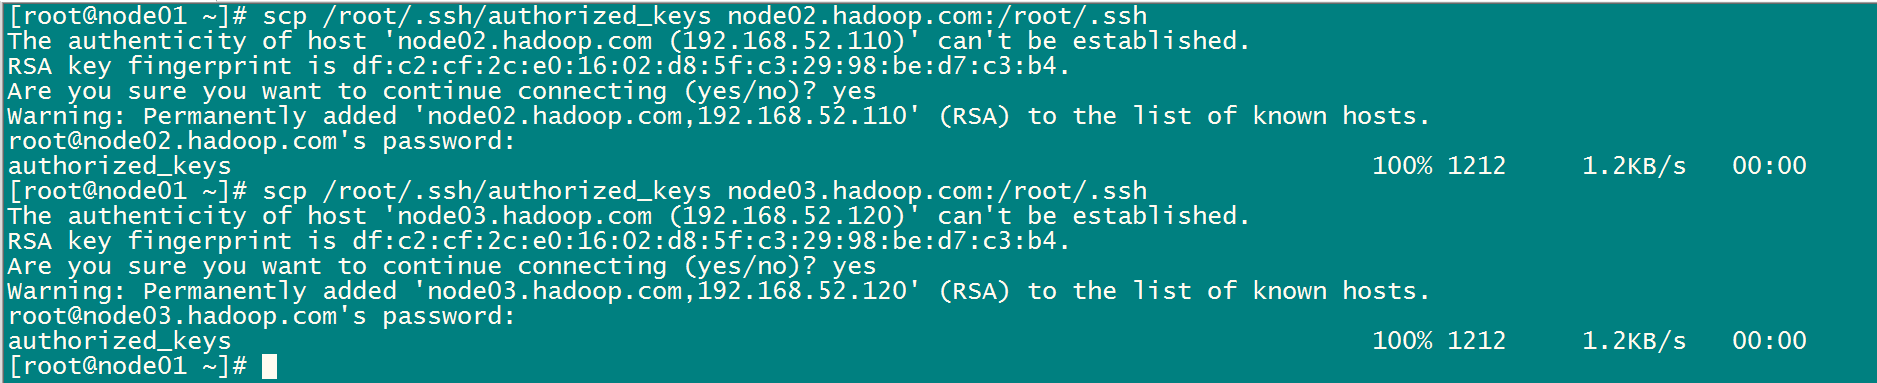 [root@node01 ~]# scp /root/.ssh/authorized_keys node02.hadoop.com:/root/.ssh
The authenticity of host 'node02.hadoop.com (192.168.52.110)' can't be established.
RSA key fingerprint is df:c2:cf:2c:e0:16:02:d8:5f:c3:29:98:be:d7:c3:b4.
Are you sure you want to continue connecting (yes/no)? yes
Warning: Permanently added 'node02.hadoop.com,192.168.52.110' (RSA) to the list of known hosts.
root@node02.hadoop.com's password:
authorized_keys 100% 1212 1.2KB/s 00:00
[root@node01 ~]# scp /root/.ssh/authorized_keys node03.hadoop.com:/root/.ssh
The authenticity of host 'node03.hadoop.com (192.168.52.120)' can't be established.
RSA key fingerprint is df:c2:cf:2c:e0:16:02:d8:5f:c3:29:98:be:d7:c3:b4.
Are you sure you want to continue connecting (yes/no)? yes
Warning: Permanently added 'node03.hadoop.com,192.168.52.120' (RSA) to the list of known hosts.
root@node03.hadoop.com's password:
authorized_keys 100% 1212 1.2KB/s 00:00
[root@node01 ~]#